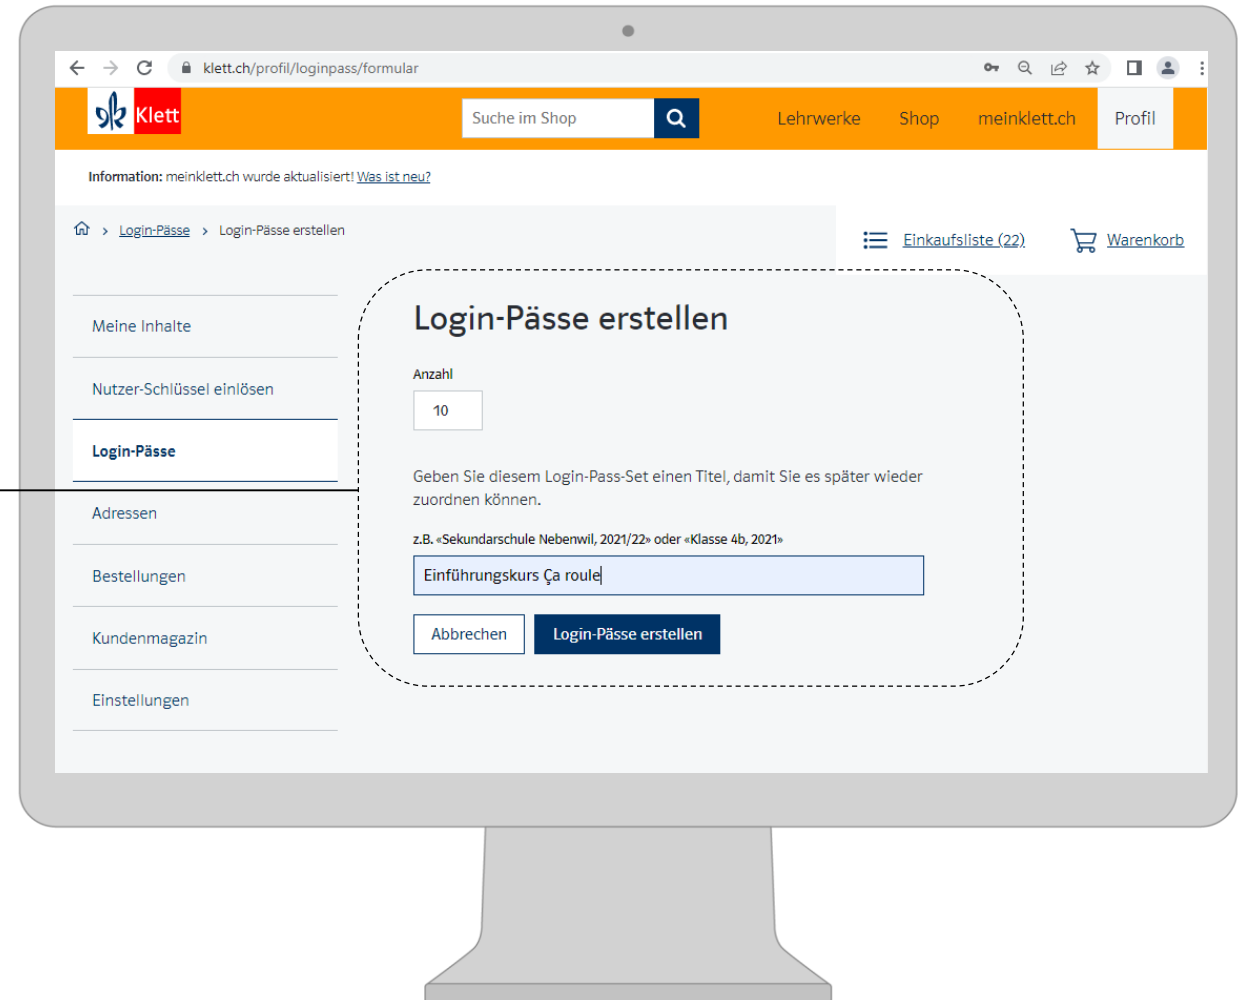 klett.ch/profil/loginpass/formular
Klett
Suche im Shop
Lehrwerke
Shop
meinklett.ch
Profil
Information: meinklett.ch wurde aktualisiert! Was ist neu?
Login-Pässe > Login-Pässe erstellen
Einkaufsliste (22)
Warenkorb
Meine Inhalte
Nutzer-Schlüssel einlösen
Login-Pässe
Adressen
Bestellungen
Kundenmagazin
Einstellungen
Login-Pässe erstellen
Anzahl
10
Geben Sie diesem Login-Pass-Set einen Titel, damit Sie es später wieder
zuordnen können.
z.B. «Sekundarschule Nebenwil, 2021/22» oder «Klasse 4b, 2021»
Einführungskurs Ça roule
Abbrechen
Login-Pässe erstellen